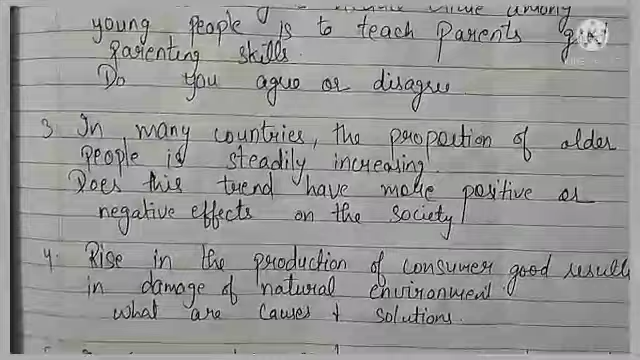 among
young people is to teach parents
parenting skills.
Do you ague or disagree
3. In many countries, the proportion of older
people is steadily increasing.
Does this trend have more positive or
negative effects on the society
4. Rise in the production of consumer good results
in damage of natural environment.
what are causes & solutions.